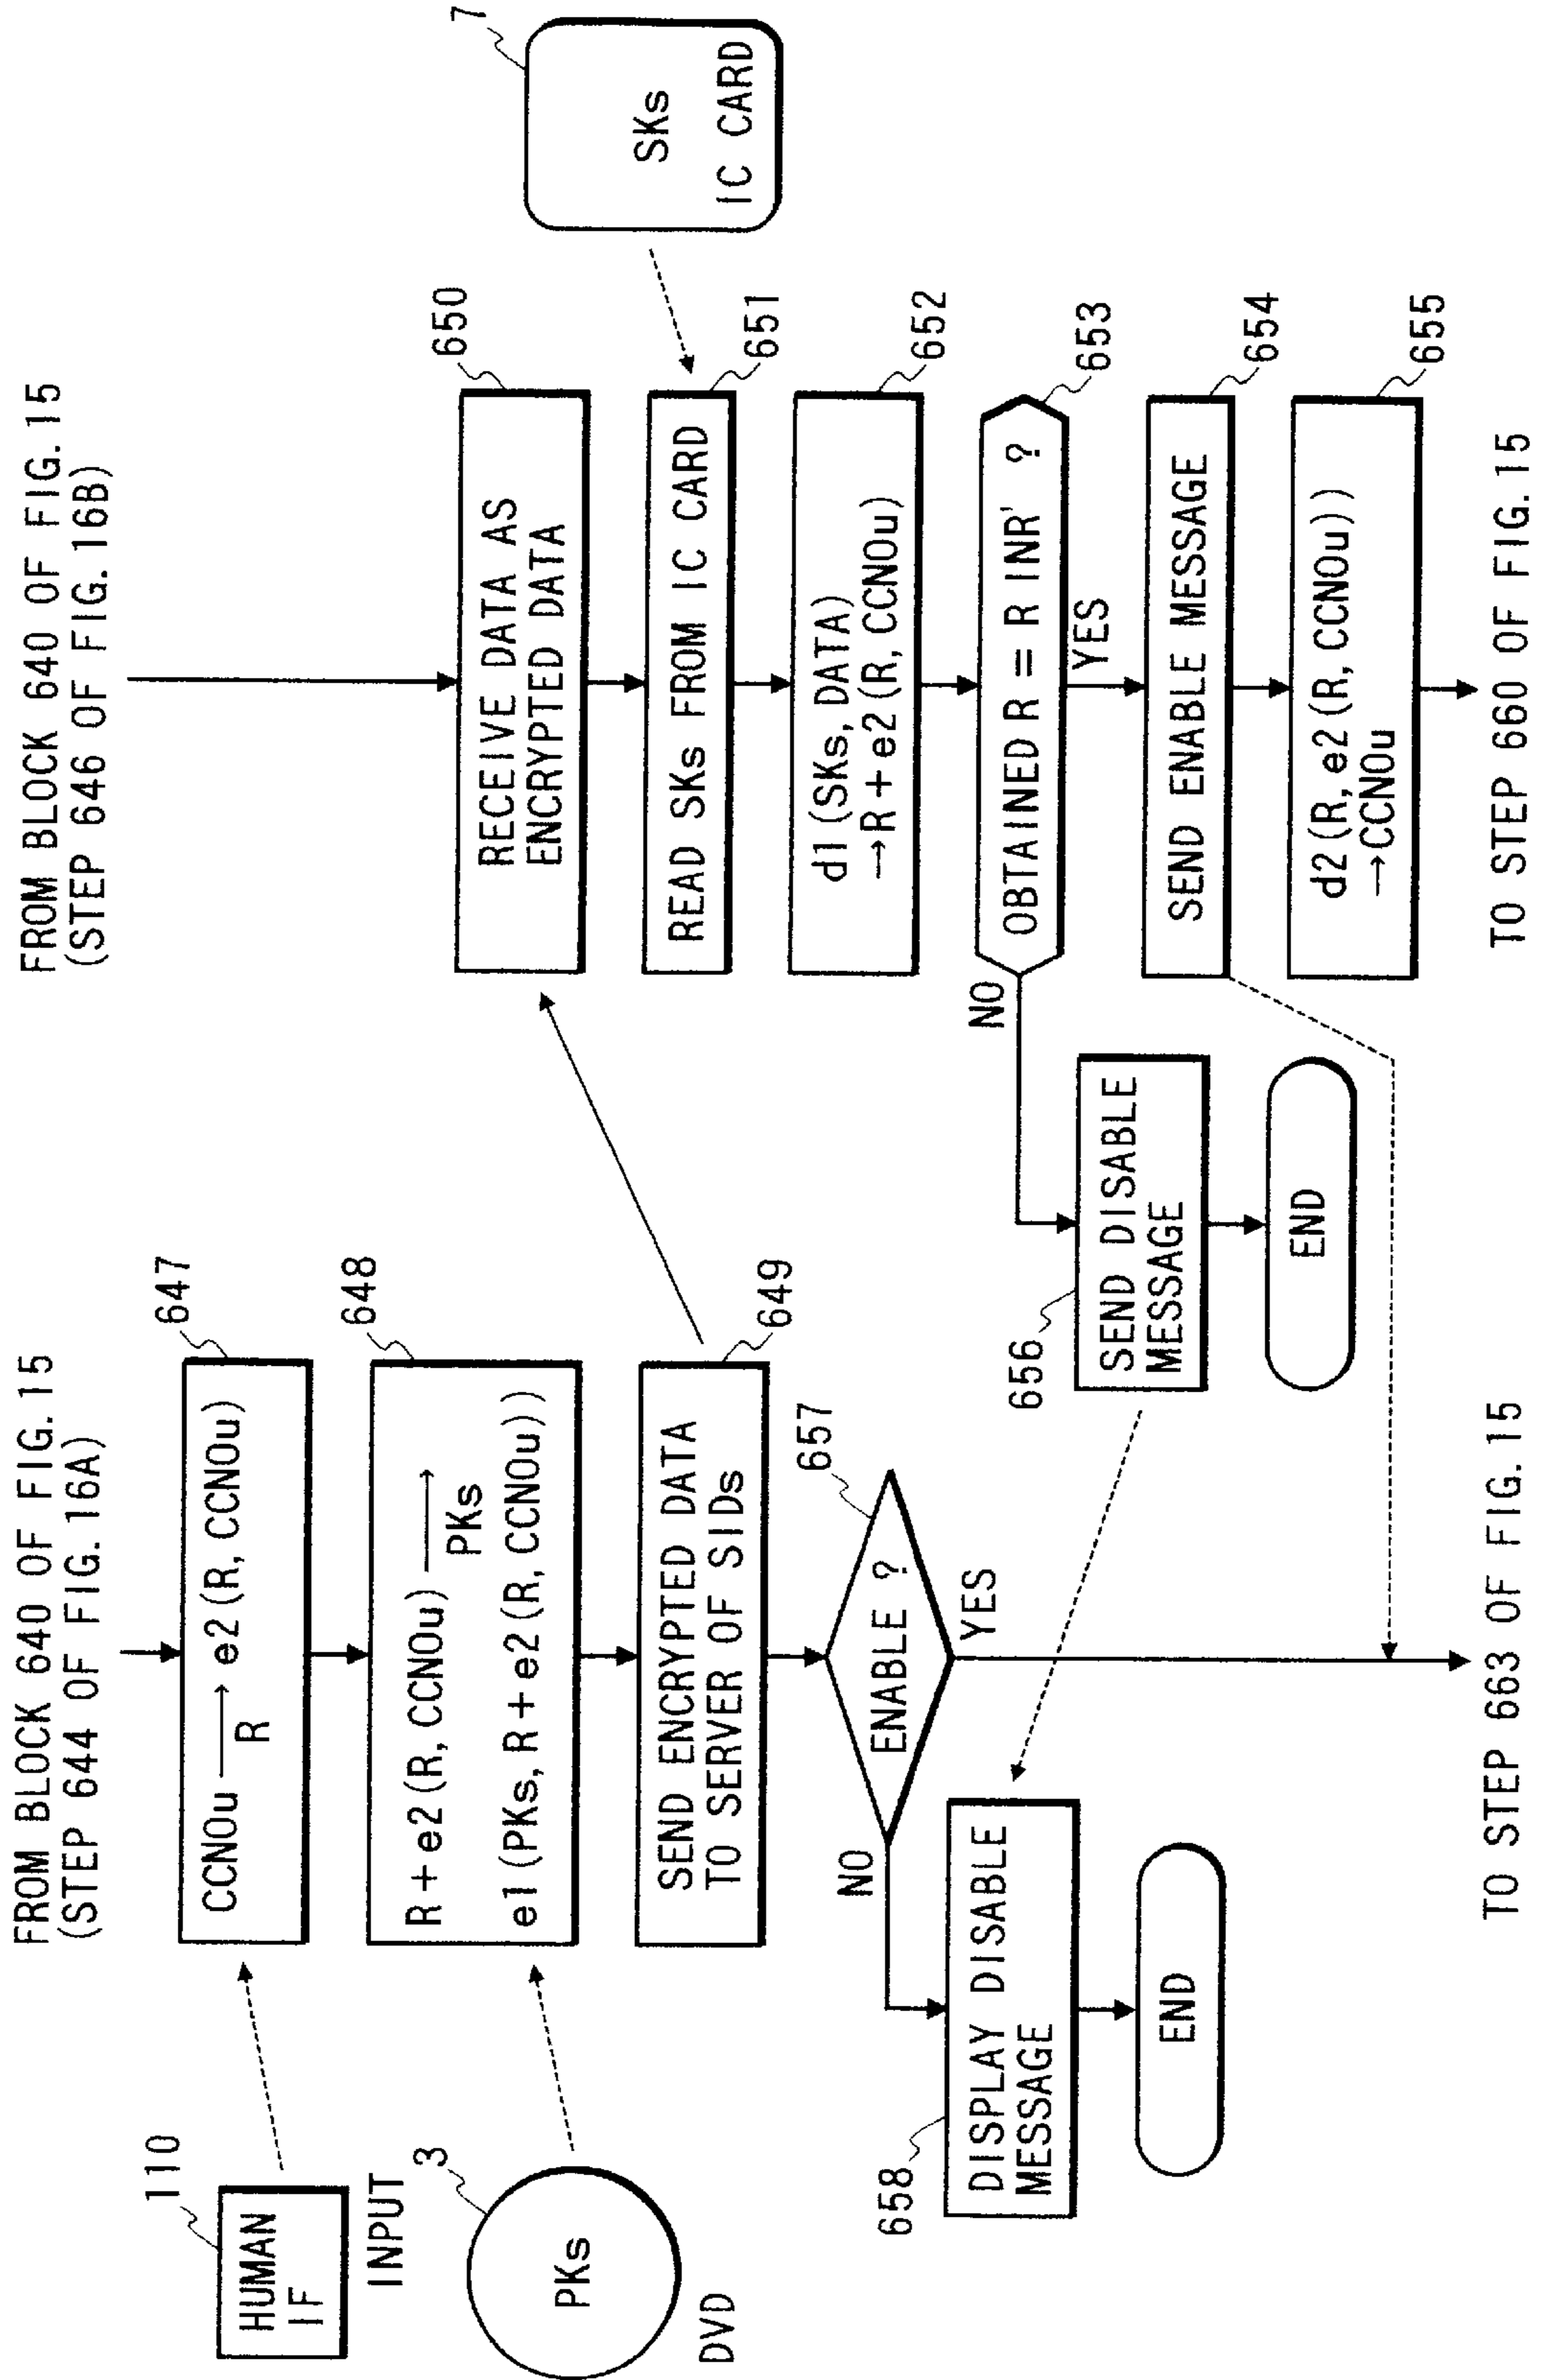 FROM BLOCK 640 OF FIG. 15
(STEP 644 OF FIG. 16A)
110
HUMAN
IF
INPUT
647
CCNOu → e2 (R, CCNOu)
R
3
PKs
DVD
648
R + e2 (R, CCNOu) →
PKs
e1 (PKs, R + e2 (R, CCNOu))
649
SEND ENCRYPTED DATA
TO SERVER OF SIDs
657
ENABLE ?
NO
YES
658
DISPLAY DISABLE
MESSAGE
END
TO STEP 663 OF FIG. 15
FROM BLOCK 640 OF FIG. 15
(STEP 646 OF FIG. 16B)
650
RECEIVE DATA AS
ENCRYPTED DATA
7
SKs
IC CARD
651
READ SKs FROM IC CARD
652
d1 (SKs, DATA)
→ R + e2 (R, CCNOu)
653
OBTAINED R = R INR' ?
NO
YES
654
SEND ENABLE MESSAGE
656
SEND DISABLE
MESSAGE
END
655
d2 (R, e2 (R, CCNOu))
→ CCNOu
TO STEP 660 OF FIG. 15